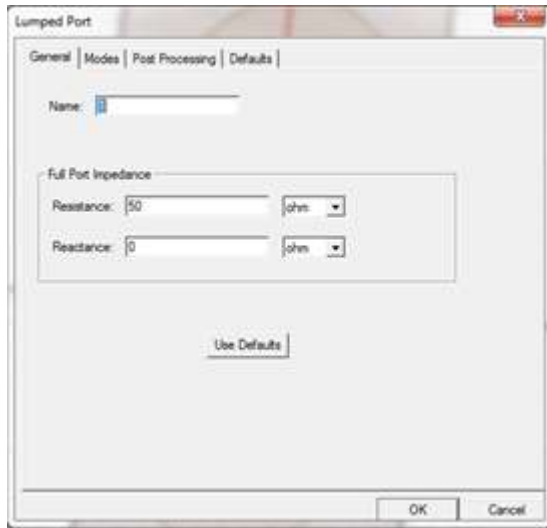 Lumped Port
General Modes Post Processing Defaults
Name:
Full Port Impedance
Resistance: 50 ohm
Reactance: 0 ohm
Use Defaults
OK Cancel